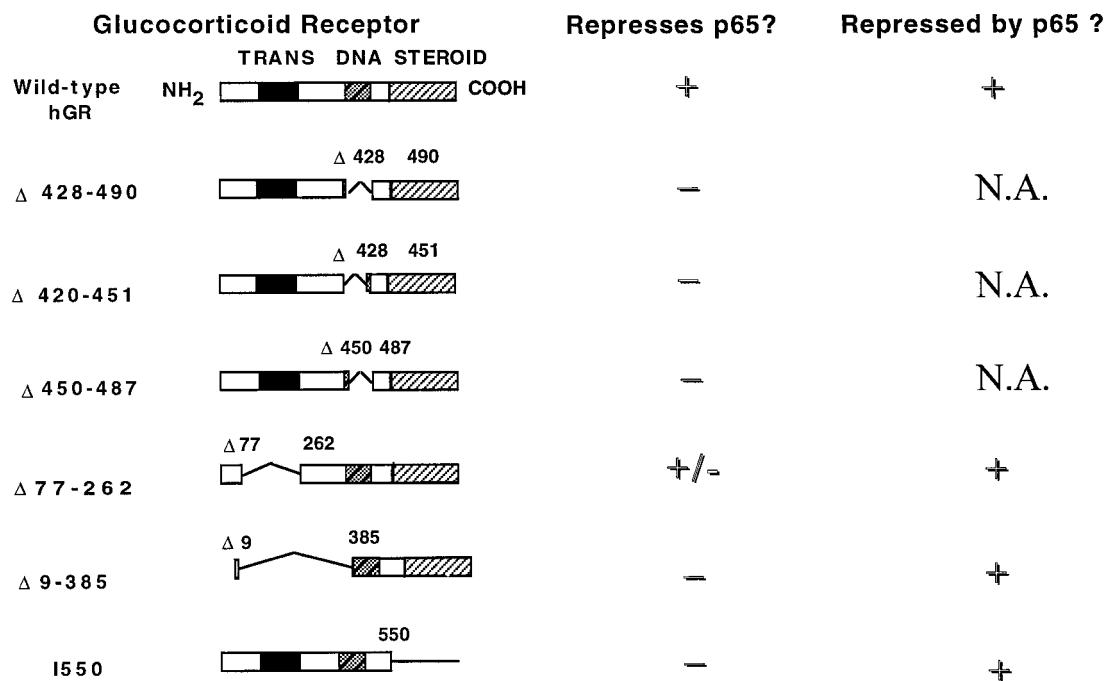 Glucocorticoid Receptor Represses p65? Repressed by p65 ?
TRANS DNA STEROID
Wild-type hGR NH2 COOH + +
Δ 428 490
Δ 428-490 − N.A.
Δ 428 451
Δ 420-451 − N.A.
Δ 450 487
Δ 450-487 − N.A.
Δ 77 262
Δ 77-262 +/- +
Δ 9 385
Δ 9-385 − +
550
I550 − +